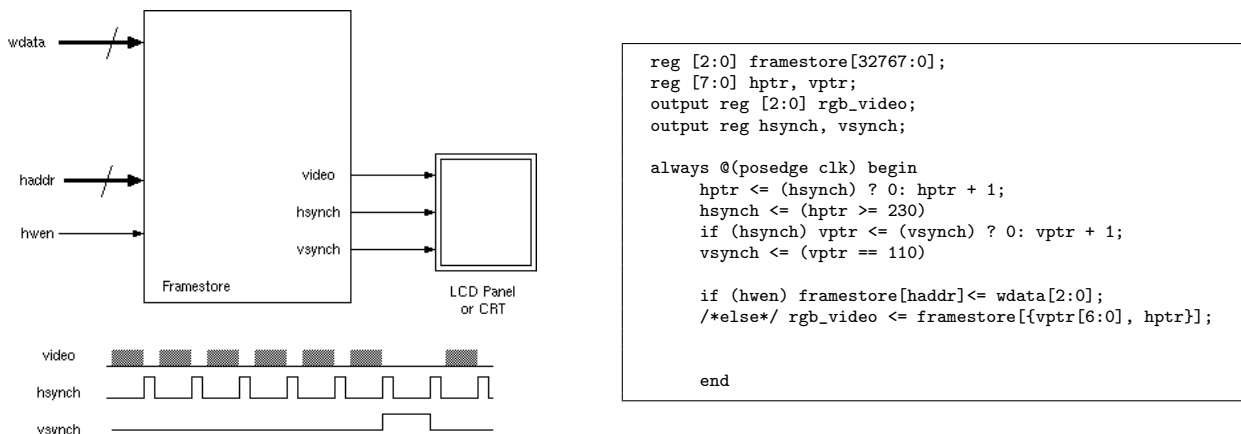 wdata
haddr
hwen
video
hsynch
vsynch
Framestore
LCD Panel
or CRT
video
hsynch
vsynch
reg [2:0] framestore[32767:0];
reg [7:0] hptr, vptr;
output reg [2:0] rgb_video;
output reg hsynch, vsynch;
always @(posedge clk) begin
hptr <= (hsynch) ? 0: hptr + 1;
hsynch <= (hptr >= 230)
if (hsynch) vptr <= (vsynch) ? 0: vptr + 1;
vsynch <= (vptr == 110)
if (hwen) framestore[haddr]<= wdata[2:0];
/*else*/ rgb_video <= framestore[{vptr[6:0], hptr}];
end